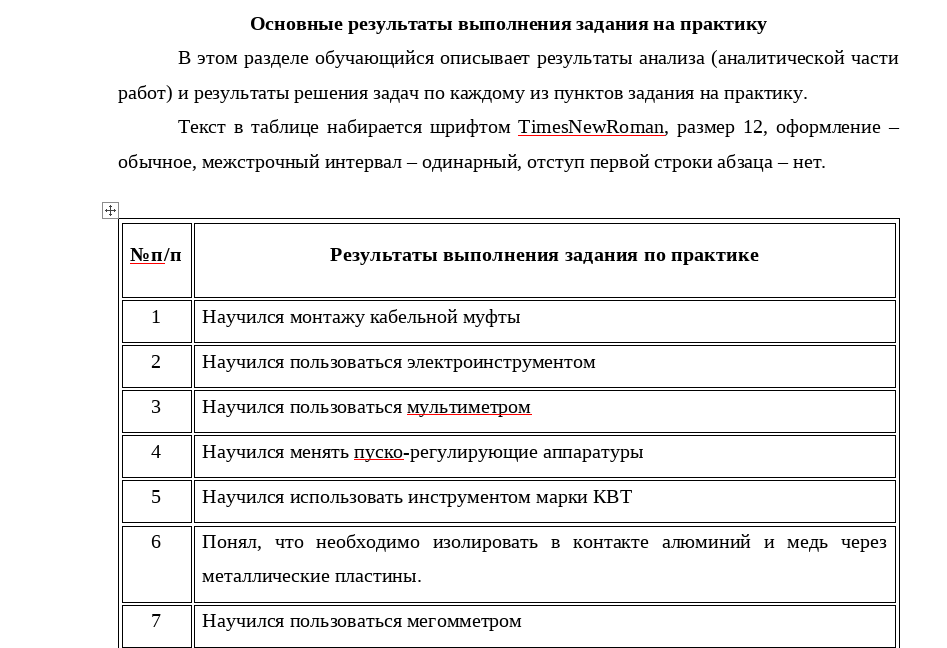 Основные результаты выполнения задания на практику
В этом разделе обучающийся описывает результаты анализа (аналитической части
работ) и результаты решения задач по каждому из пунктов задания на практику.
Текст в таблице набирается шрифтом TimesNewRoman, размер 12, оформление –
обычное, межстрочный интервал – одинарный, отступ первой строки абзаца – нет.
№п/п Результаты выполнения задания по практике
1 Научился монтажу кабельной муфты
2 Научился пользоваться электроинструментом
3 Научился пользоваться мультиметром
4 Научился менять пуско-регулирующие аппаратуры
5 Научился использовать инструментом марки КВТ
6 Понял, что необходимо изолировать в контакте алюминий и медь через
металлические пластины.
7 Научился пользоваться мегомметром